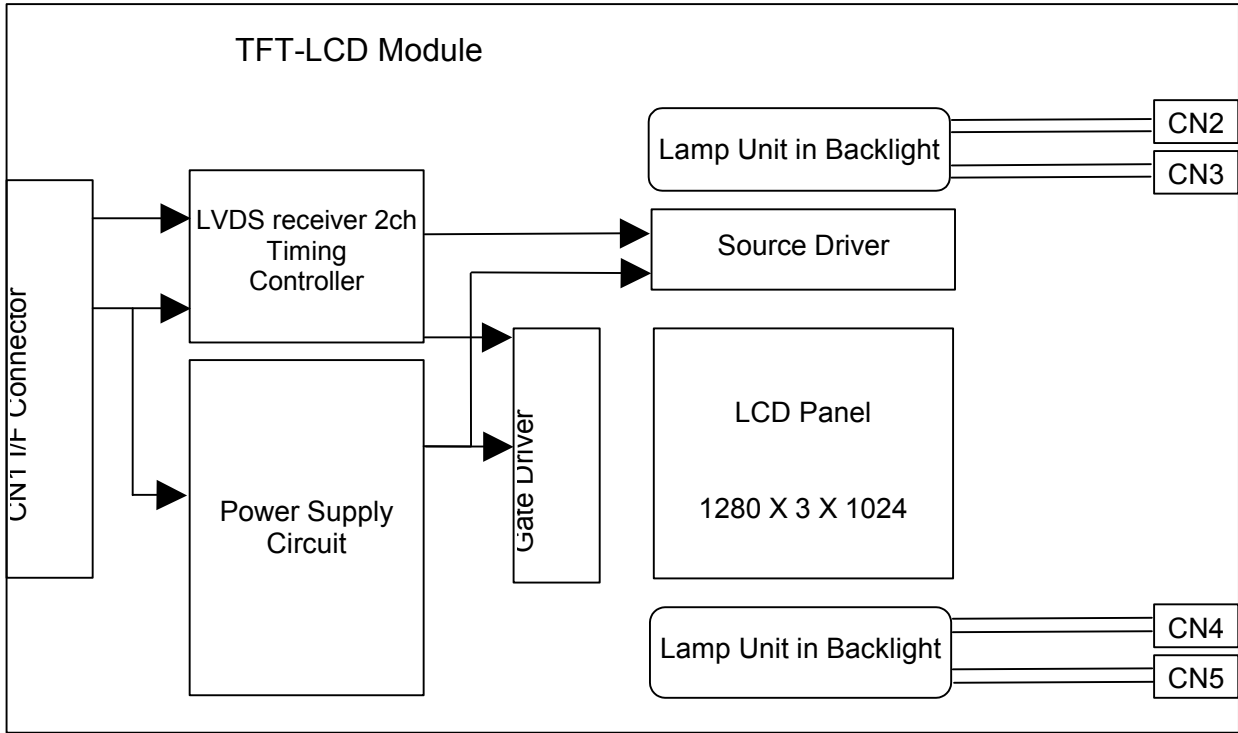 TFT-LCD Module
Lamp Unit in Backlight
CN2
CN3
CN1 I/F Connector
LVDS receiver 2ch
Timing
Controller
Source Driver
Power Supply
Circuit
Gate Driver
LCD Panel
1280 X 3 X 1024
Lamp Unit in Backlight
CN4
CN5